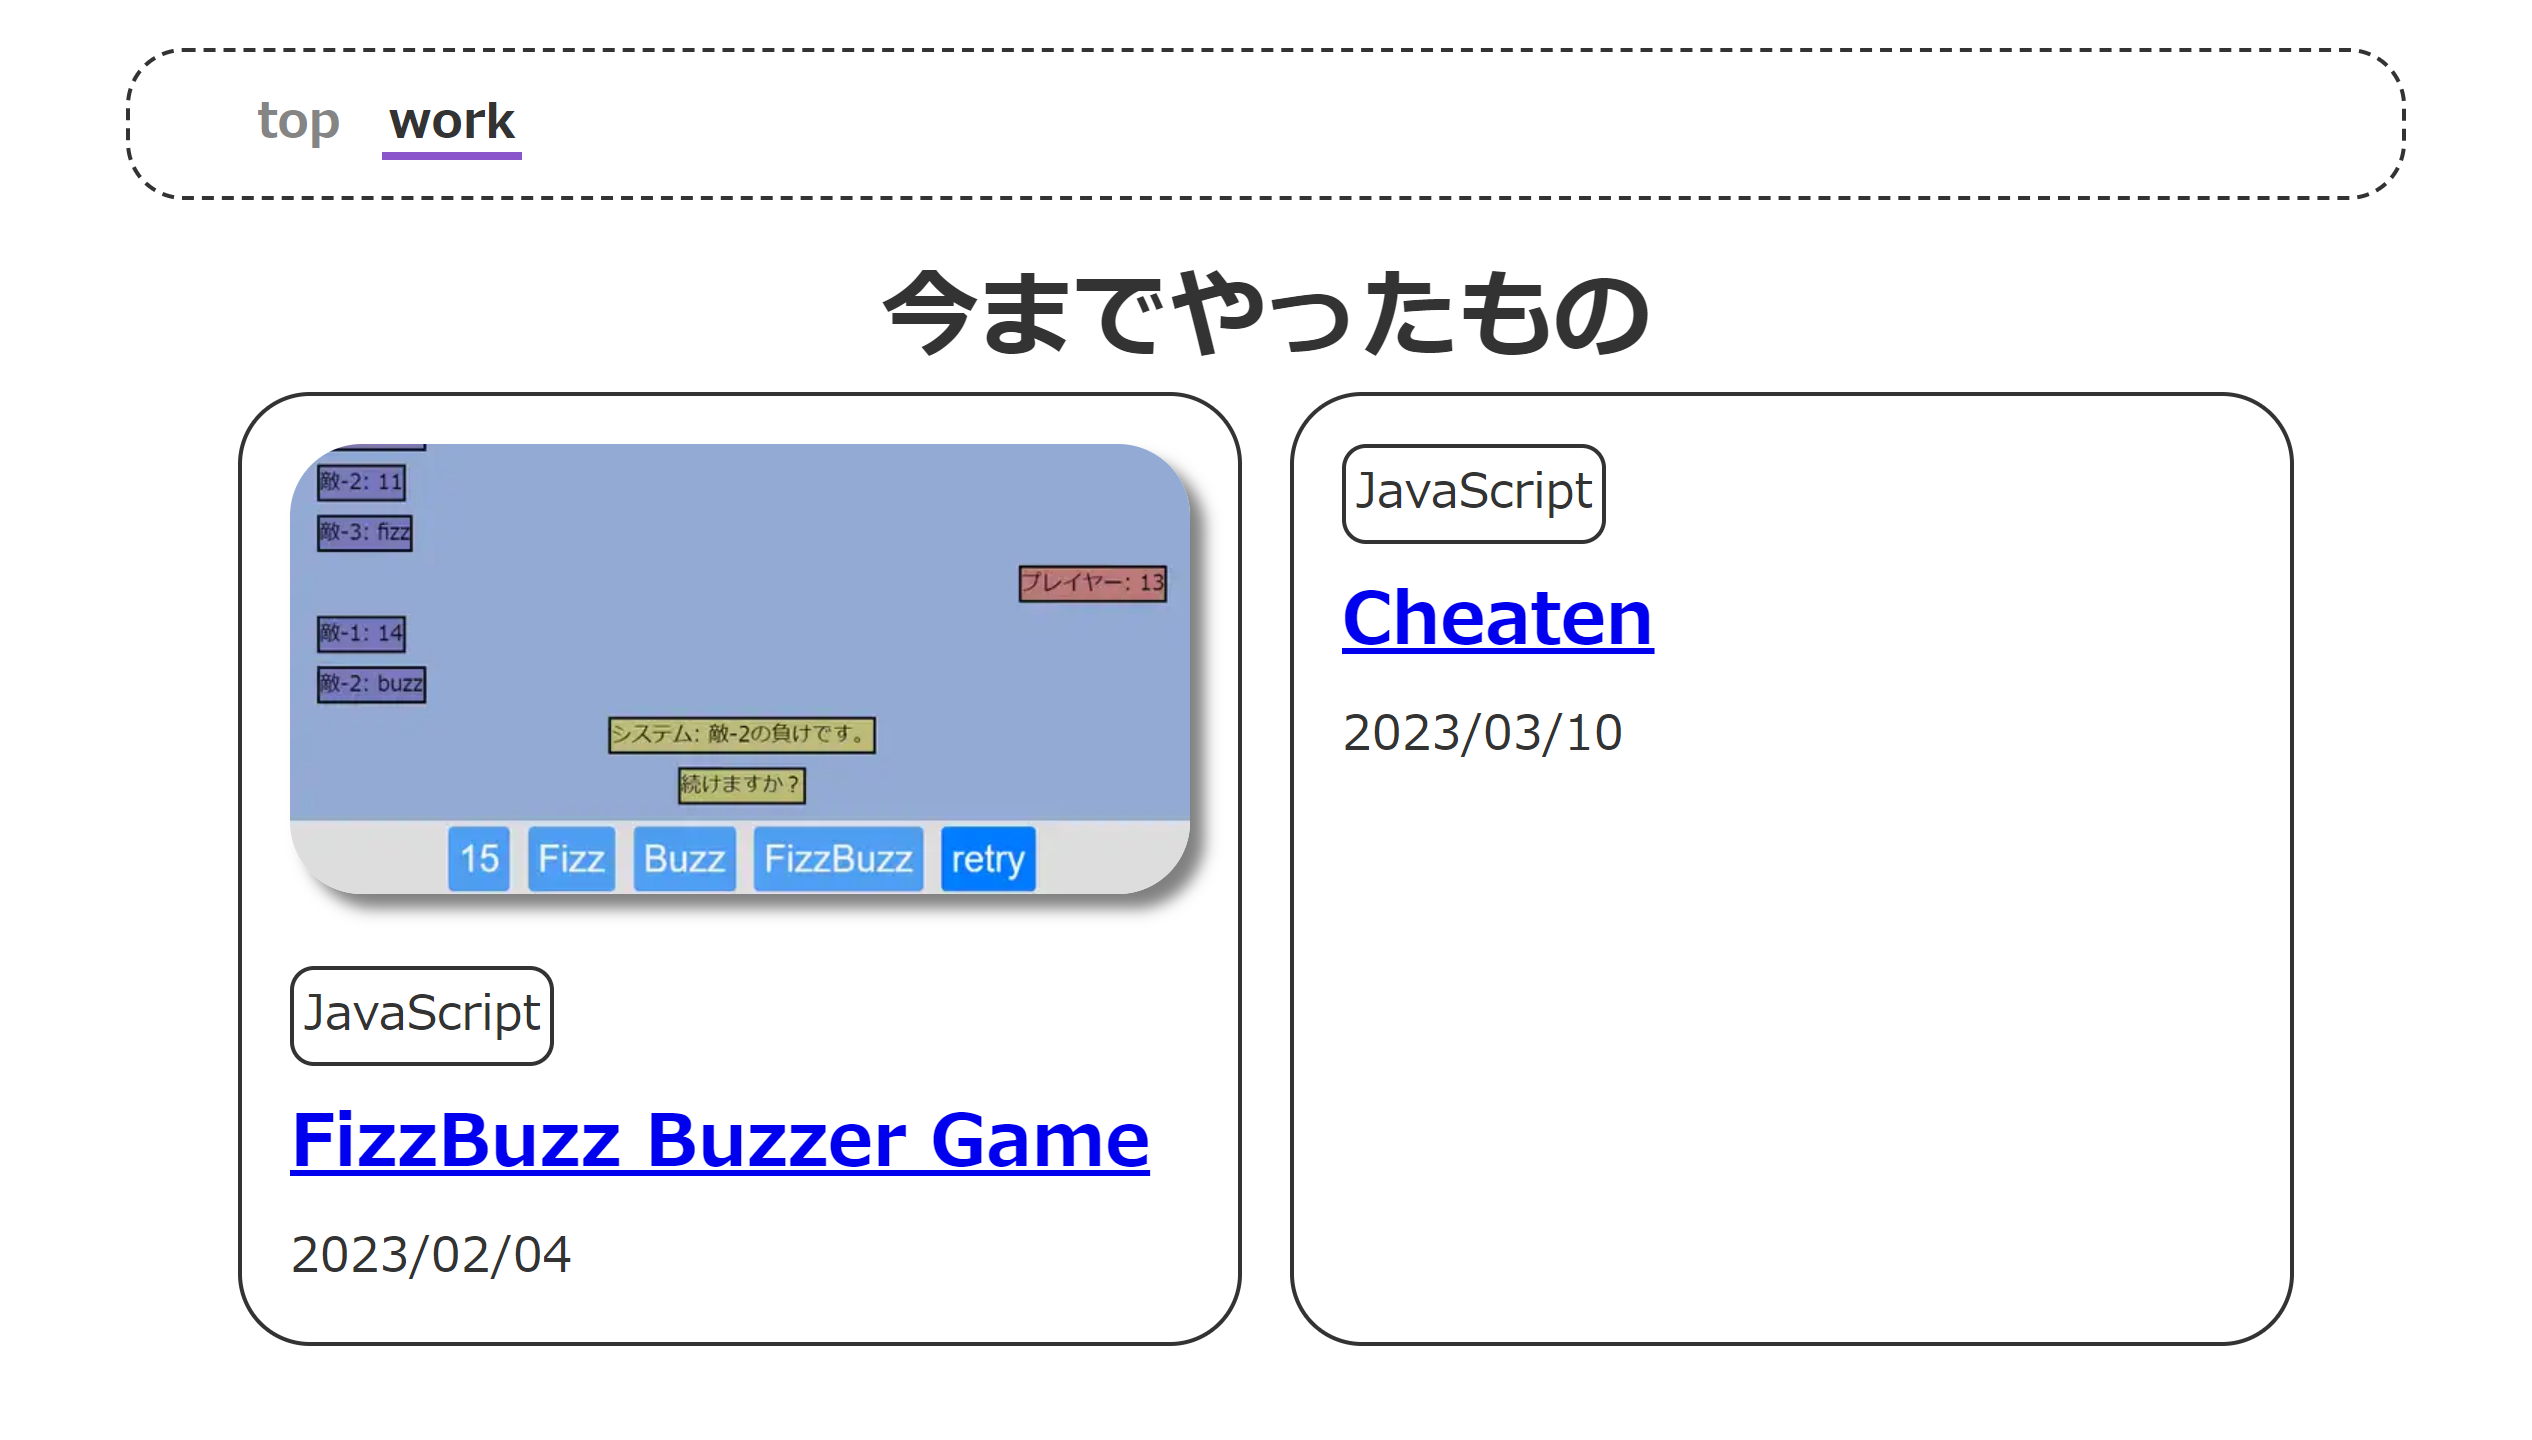 top work
今までやったもの
敵-2: 11
敵-3: fizz
プレイヤー: 13
敵-1: 14
敵-2: buzz
システム: 敵-2の負けです。
続けますか？
15 Fizz Buzz FizzBuzz retry
JavaScript
FizzBuzz Buzzer Game
2023/02/04
JavaScript
Cheaten
2023/03/10